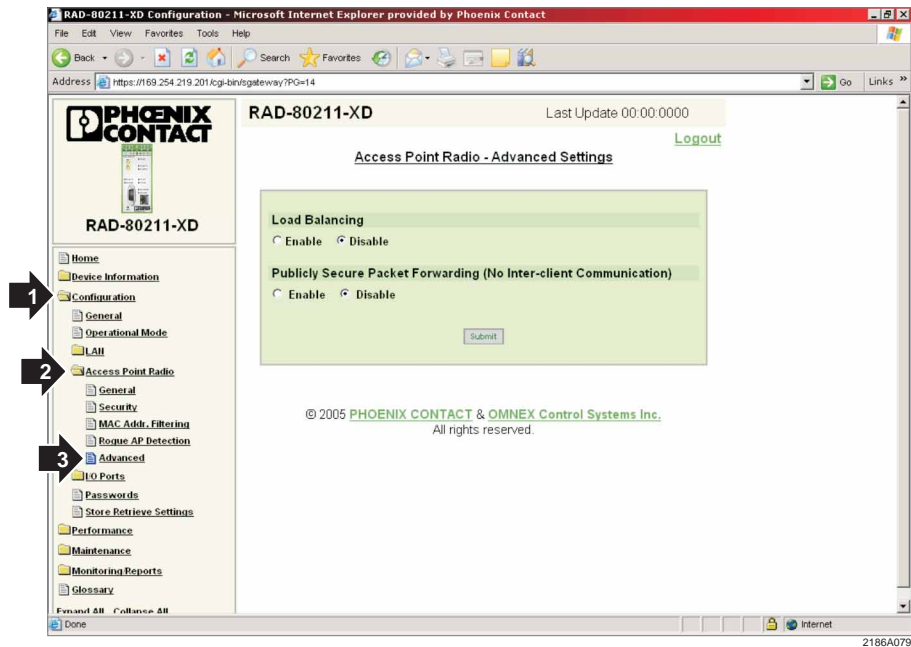 RAD-80211-XD Configuration - Microsoft Internet Explorer provided by Phoenix Contact
File Edit View Favorites Tools Help
Back Search Favorites
Address https://169.254.219.201/cgi-bin/sgateway?PG=14 Go Links »
PHŒNIX
CONTACT
RAD-80211-XD
RAD-80211-XD Last Update 00:00:0000
Logout
Access Point Radio - Advanced Settings
Load Balancing
Enable Disable
Publicly Secure Packet Forwarding (No Inter-client Communication)
Enable Disable
Submit
© 2005 PHOENIX CONTACT & OMNEX Control Systems Inc.
All rights reserved.
Home
Device Information
1 Configuration
General
Operational Mode
LAN
2 Access Point Radio
General
Security
MAC Addr. Filtering
Rogue AP Detection
3 Advanced
I/O Ports
Passwords
Store Retrieve Settings
Performance
Maintenance
Monitoring/Reports
Glossary
Expand All Collapse All
Done Internet
2186A079